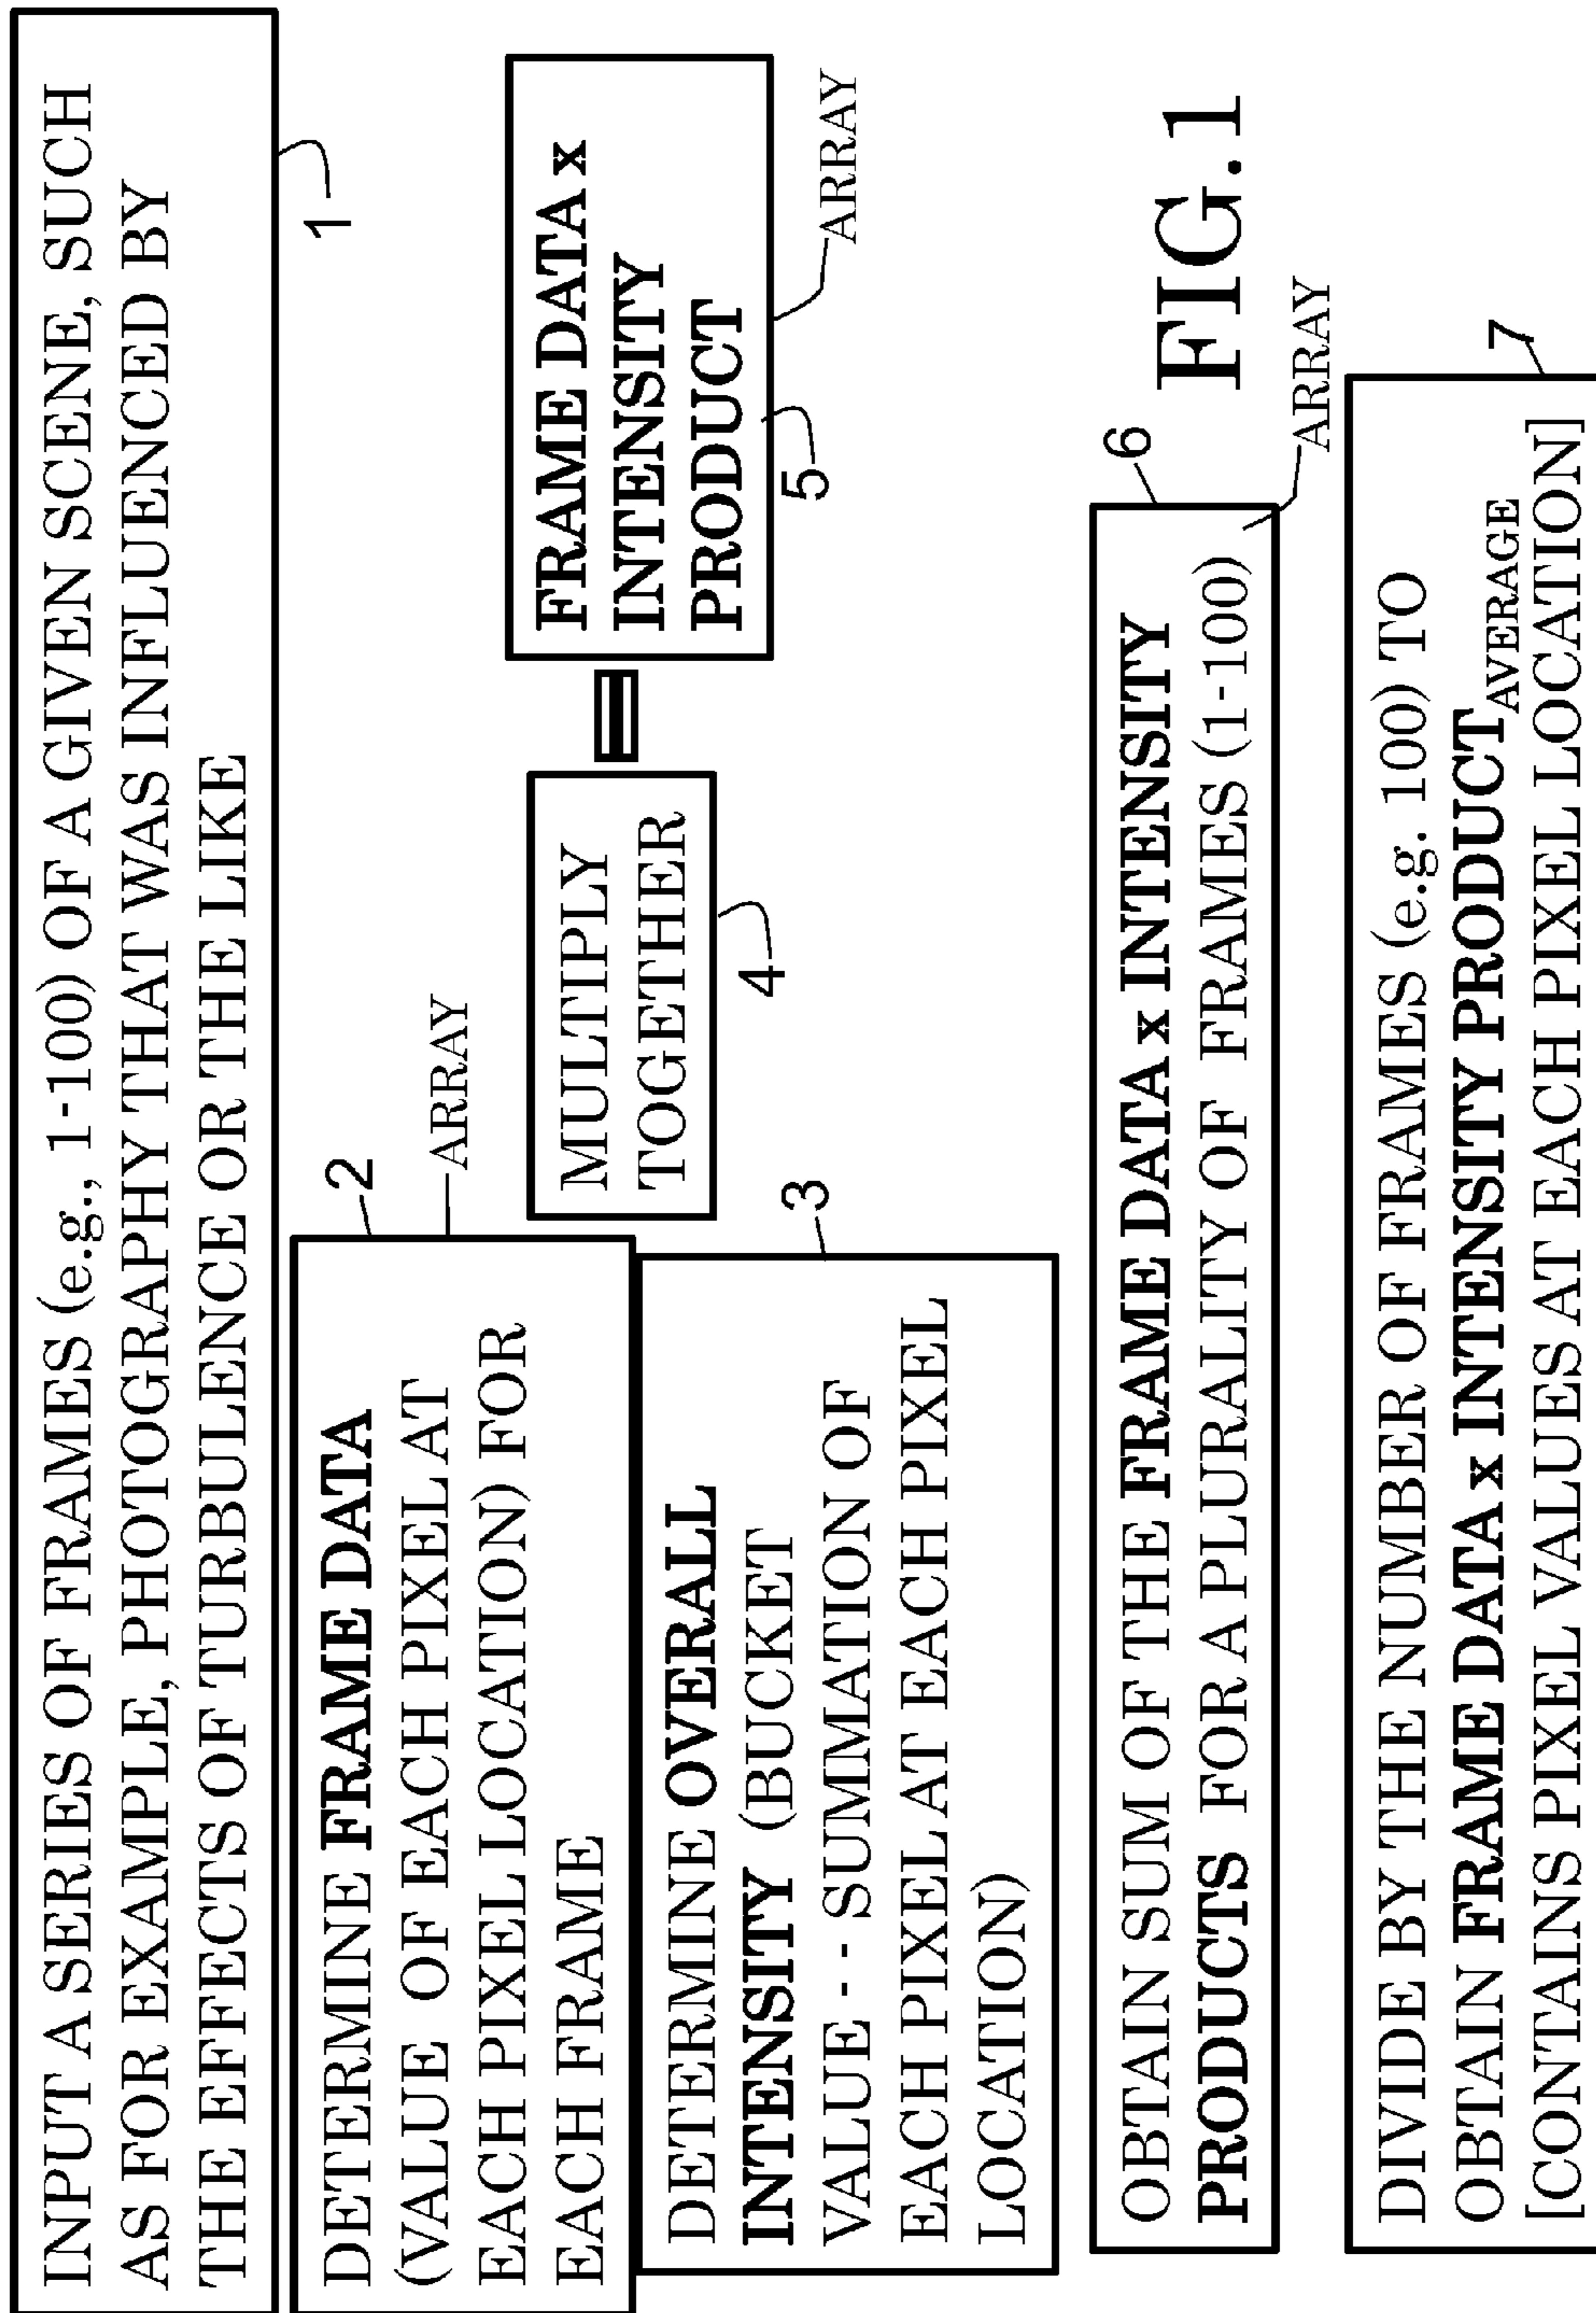 INPUT A SERIES OF FRAMES (e.g., 1-100) OF A GIVEN SCENE, SUCH
AS FOR EXAMPLE, PHOTOGRAPHY THAT WAS INFLUENCED BY
THE EFFECTS OF TURBULENCE OR THE LIKE
1
DETERMINE FRAME DATA
(VALUE OF EACH PIXEL AT
EACH PIXEL LOCATION) FOR
EACH FRAME
2
ARRAY
DETERMINE OVERALL
INTENSITY (BUCKET
VALUE - - SUMMATION OF
EACH PIXEL AT EACH PIXEL
LOCATION)
3
MULTIPLY
TOGETHER
4
=
FRAME DATA x
INTENSITY
PRODUCT
5
ARRAY
OBTAIN SUM OF THE FRAME DATA x INTENSITY
PRODUCTS FOR A PLURALITY OF FRAMES (1-100)
6
ARRAY
FIG.1
DIVIDE BY THE NUMBER OF FRAMES (e.g. 100) TO
OBTAIN FRAME DATA x INTENSITY PRODUCT AVERAGE
[CONTAINS PIXEL VALUES AT EACH PIXEL LOCATION]
7